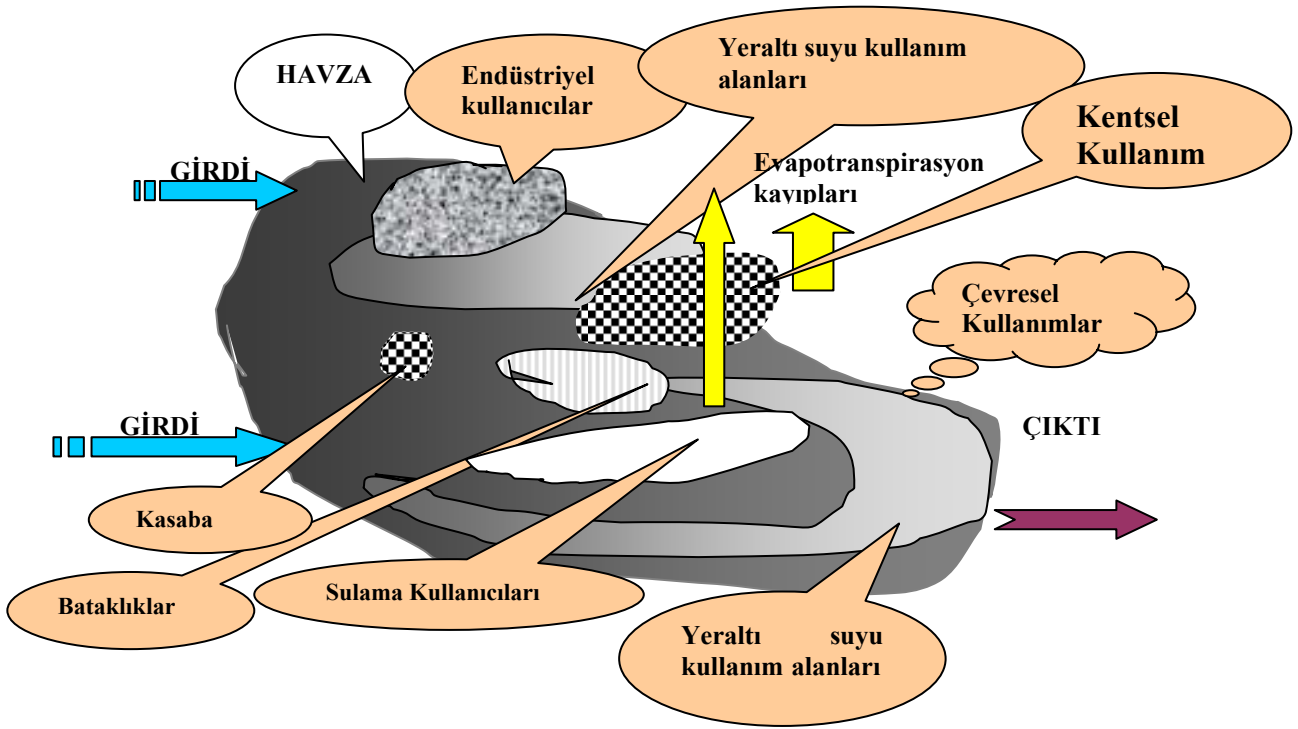 HAVZA
Endüstriyel
kullanıcılar
Yeraltı suyu kullanım
alanları
Kentsel
Kullanım
GİRDİ
Evapotranspirasyon
kayıpları
Çevresel
Kullanımlar
GİRDİ
ÇIKTI
Kasaba
Bataklıklar
Sulama Kullanıcıları
Yeraltı suyu
kullanım alanları